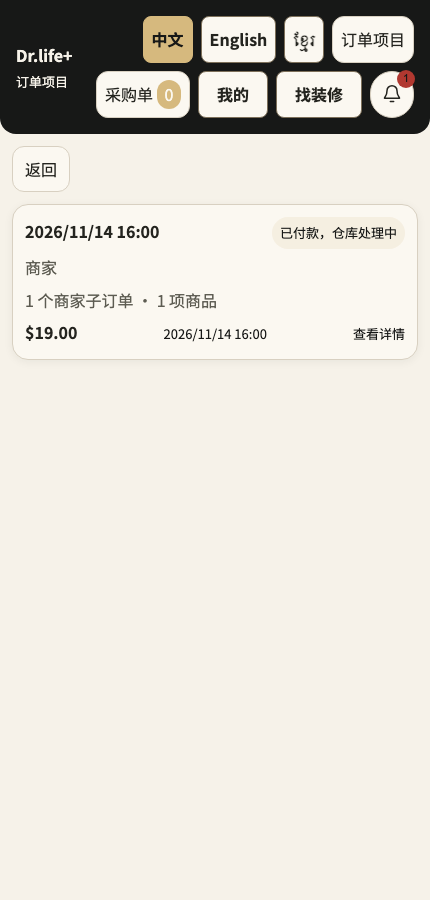 Dr.life+
订单项目
中文
English
ខ្មែរ
订单项目
采购单 0
我的
找装修
1
返回
2026/11/14 16:00
已付款，仓库处理中
商家
1 个商家子订单 · 1 项商品
$19.00
2026/11/14 16:00
查看详情